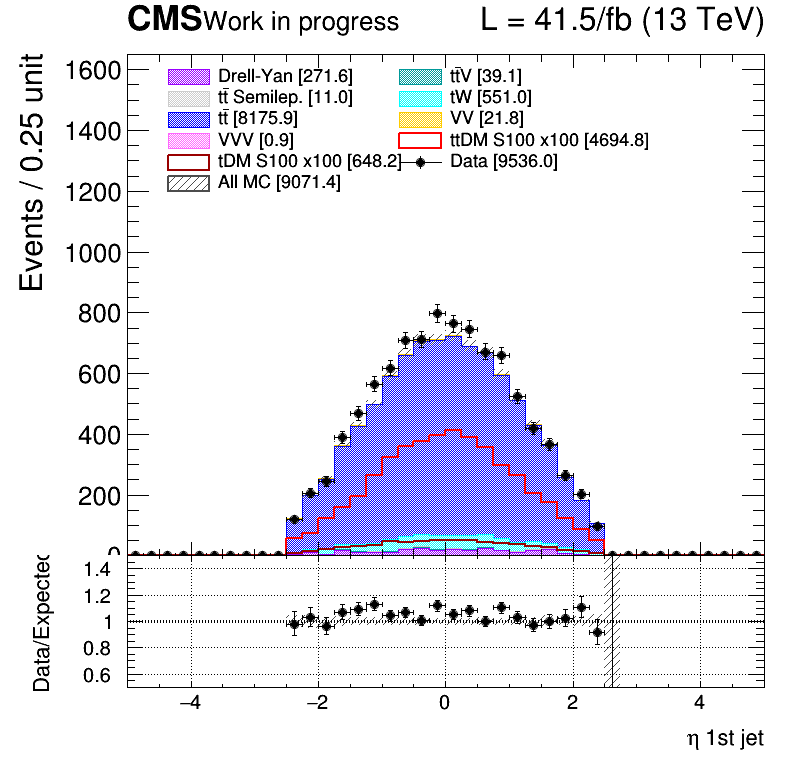 CMS Work in progress L = 41.5/fb (13 TeV)
Events / 0.25 unit
1600
1400
1200
1000
800
600
400
200
0
Drell-Yan [271.6] tt̄V [39.1]
tt̄ Semilep. [11.0] tW [551.0]
tt̄ [8175.9] VV [21.8]
VVV [0.9] ttDM S100 x100 [4694.8]
tDM S100 x100 [648.2] Data [9536.0]
All MC [9071.4]
Data/Expected
1.4
1.2
1
0.8
0.6
−4 −2 0 2 4
η 1st jet